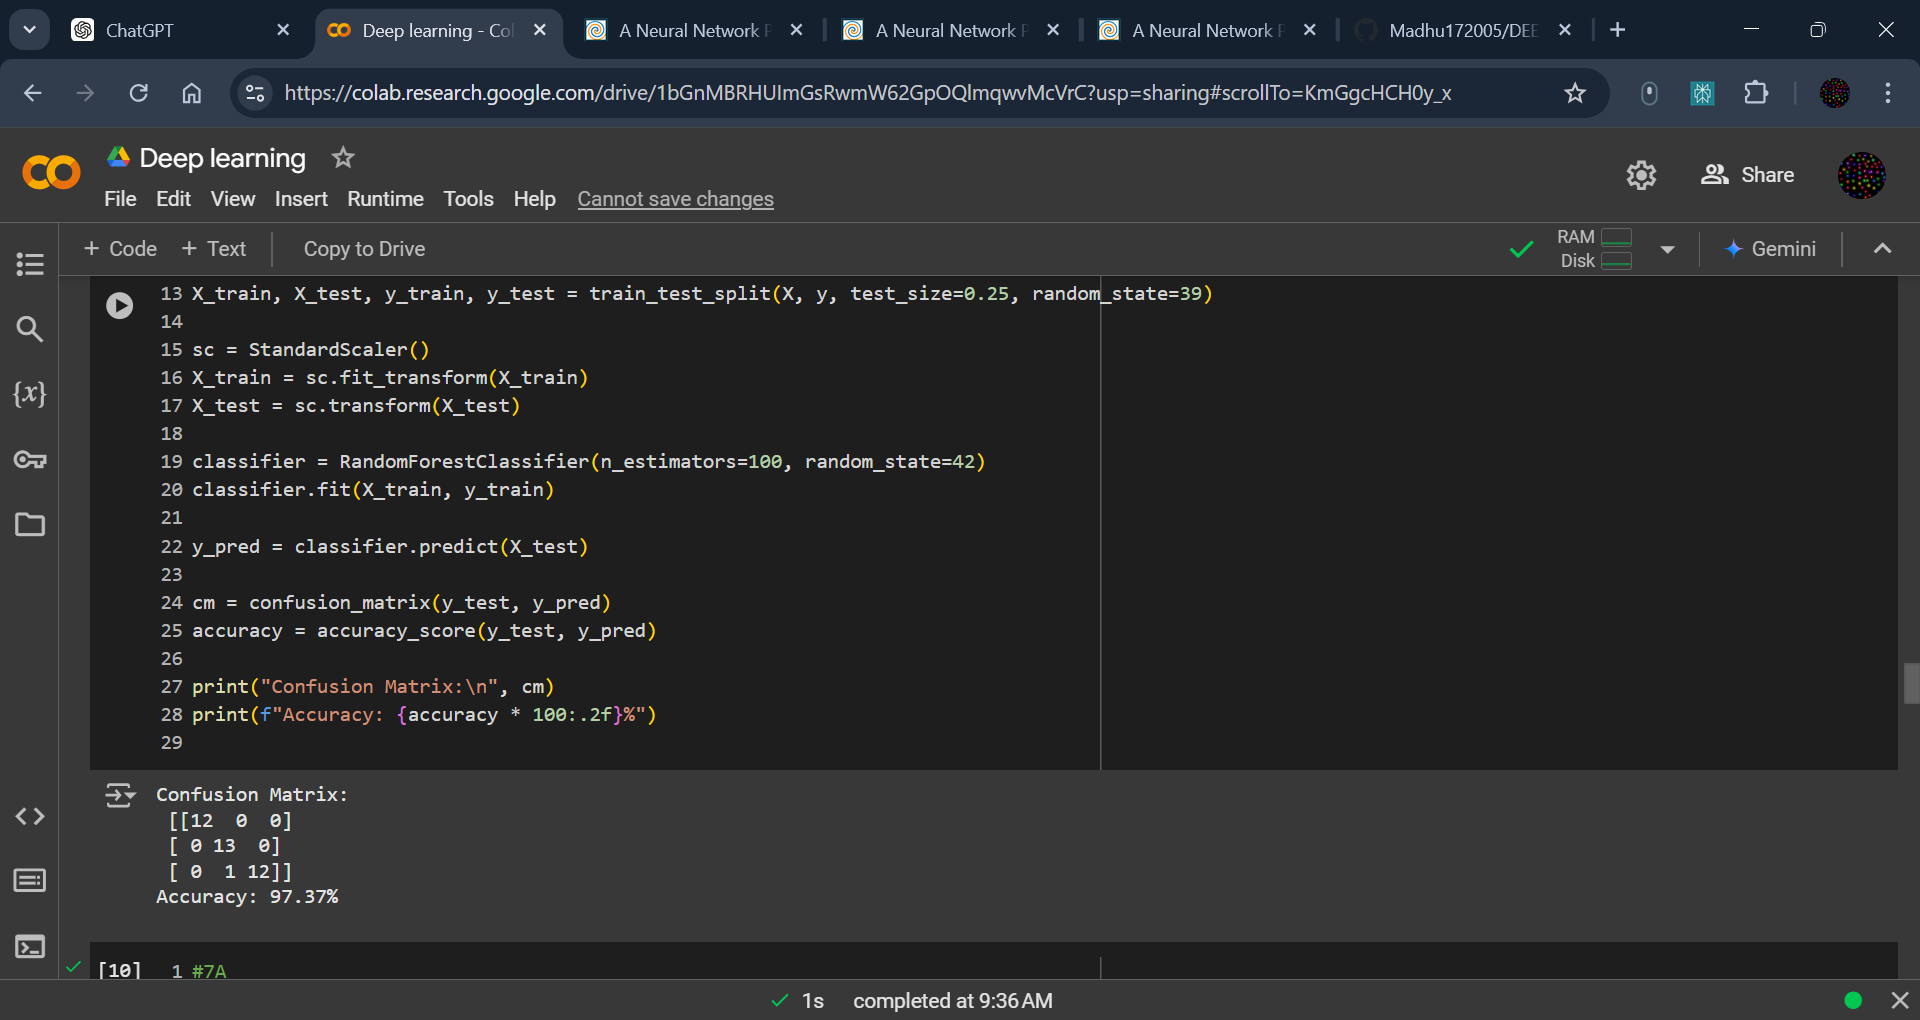 ChatGPT
Deep learning - Col
A Neural Network P
A Neural Network P
A Neural Network P
Madhu172005/DEE
https://colab.research.google.com/drive/1bGnMBRHUImGsRwmW62GpOQlmqwvMcVrC?usp=sharing#scrollTo=KmGgcHCH0y_x
Deep learning
Share
File Edit View Insert Runtime Tools Help Cannot save changes
+ Code + Text Copy to Drive
RAM
Disk
Gemini
13 X_train, X_test, y_train, y_test = train_test_split(X, y, test_size=0.25, random_state=39)
14
15 sc = StandardScaler()
16 X_train = sc.fit_transform(X_train)
17 X_test = sc.transform(X_test)
18
19 classifier = RandomForestClassifier(n_estimators=100, random_state=42)
20 classifier.fit(X_train, y_train)
21
22 y_pred = classifier.predict(X_test)
23
24 cm = confusion_matrix(y_test, y_pred)
25 accuracy = accuracy_score(y_test, y_pred)
26
27 print("Confusion Matrix:\n", cm)
28 print(f"Accuracy: {accuracy * 100:.2f}%")
29
Confusion Matrix:
[[12 0 0]
[ 0 13 0]
[ 0 1 12]]
Accuracy: 97.37%
[10] 1 #7A
1s completed at 9:36 AM